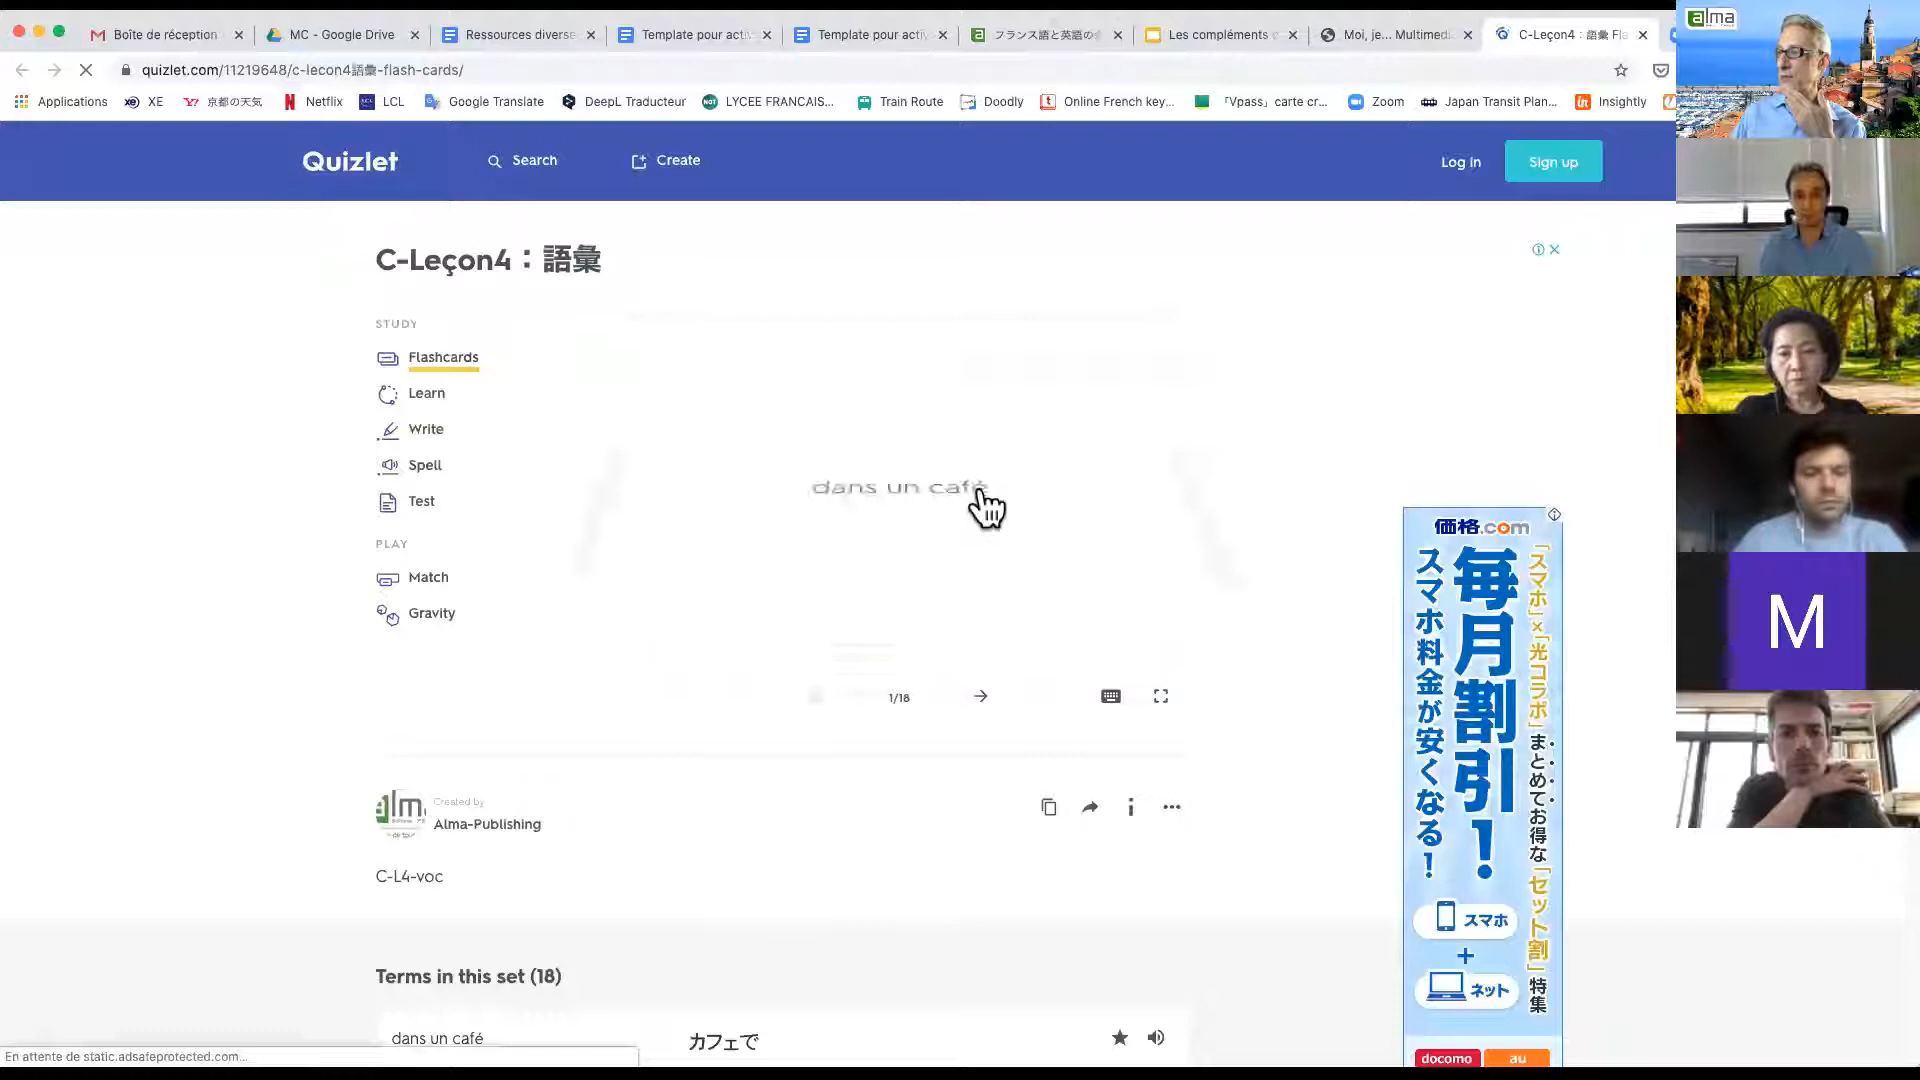 Boîte de réception
MC - Google Drive
Ressources diverse
Template pour activ
Template pour activ
フランス語と英語の
Les compléments
Moi, je... Multimedi
C-Leçon4：語彙 Fla
quizlet.com/11219648/c-lecon4語彙-flash-cards/
Applications
XE
京都の天気
Netflix
LCL
Google Translate
DeepL Traducteur
LYCEE FRANCAIS...
Train Route
Doodly
Online French key...
「Vpass」carte cr...
Zoom
Japan Transit Plan...
Insightly
alma
Quizlet
Search
Create
Log in
Sign up
C-Leçon4：語彙
STUDY
Flashcards
Learn
Write
Spell
Test
PLAY
Match
Gravity
dans un café
1/18
Created by
Alma-Publishing
C-L4-voc
Terms in this set (18)
dans un café
カフェで
En attente de static.adsafeprotected.com...
価格.com
「スマホ」×「光コラボ」まとめてお得な「セット割」特集
毎月割引！
スマホ料金が安くなる！
スマホ
+
ネット
docomo
au
M